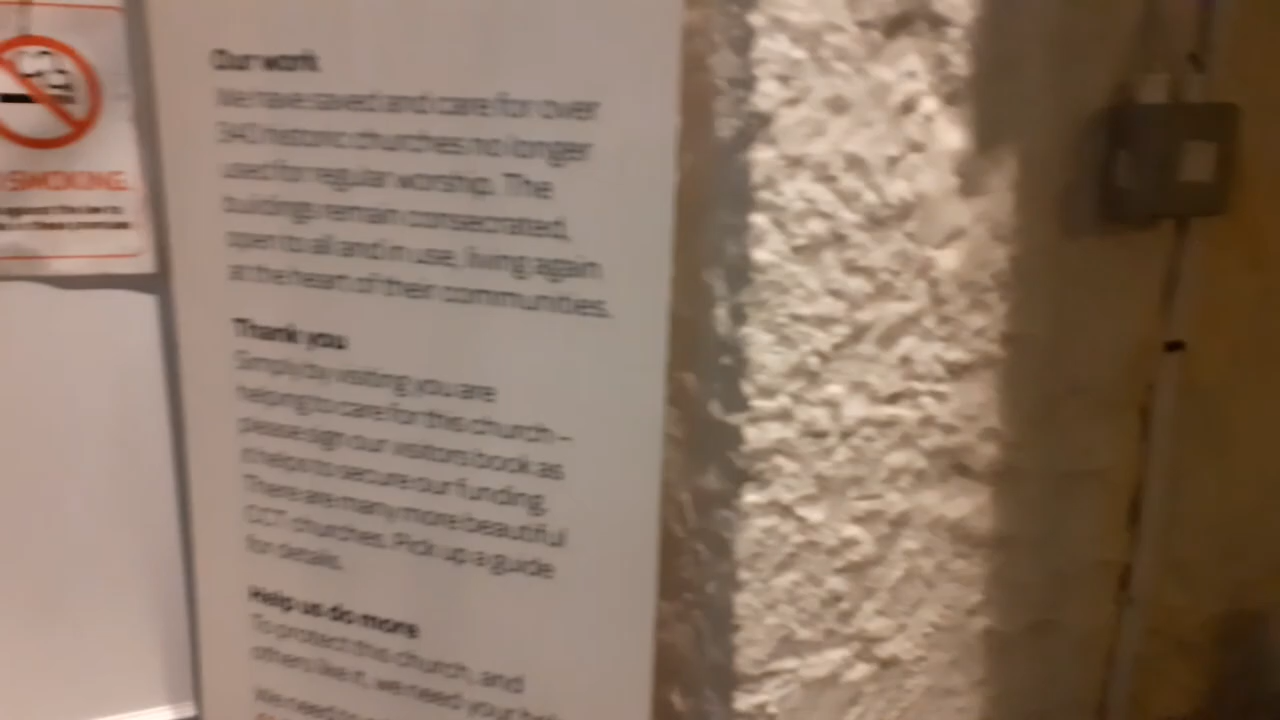 SMOKING
Our work
We have saved and care for over
340 historic churches no longer
used for regular worship. The
buildings remain consecrated,
open to all and in use, living again
at the heart of their communities.
Thank you
Simply by visiting you are
helping to care for this church –
please sign our visitors book as
it helps to secure our funding.
There are many more beautiful
CCT churches. Pick up a guide
for details.
Help us do more
To protect this church, and
others like it, we need your help
We need to